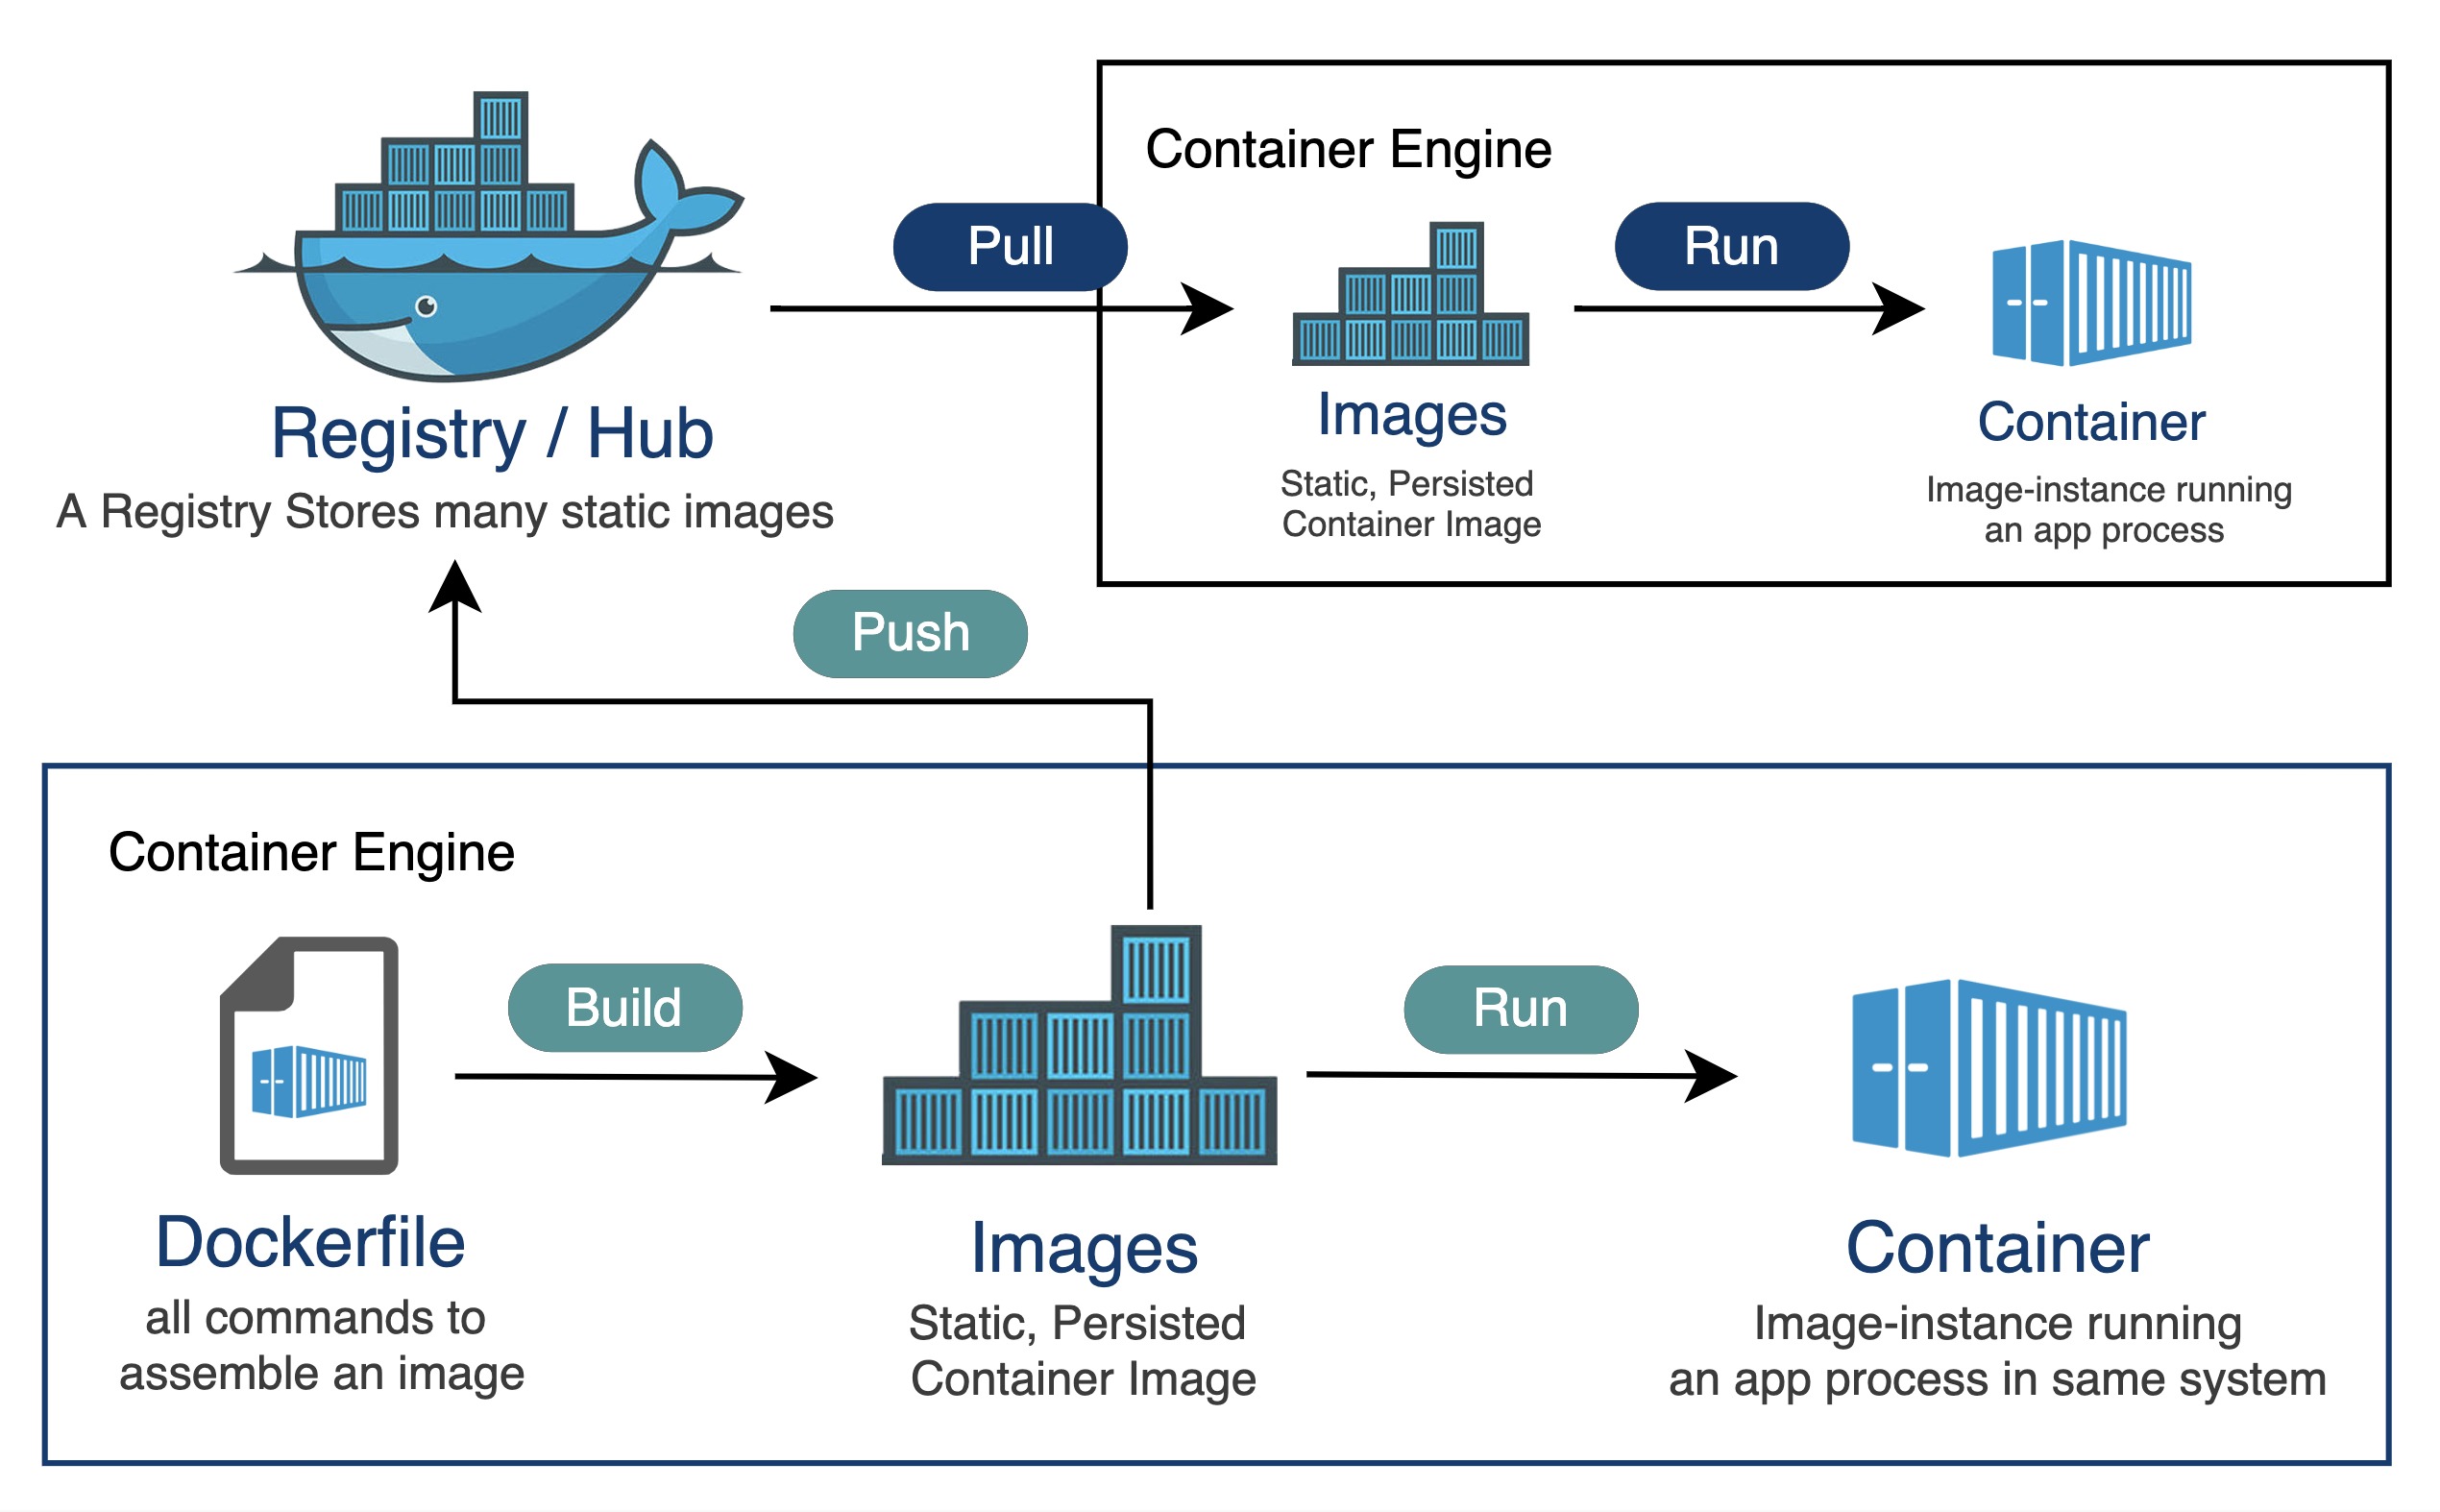 Container Engine
Pull
Run
Registry / Hub
A Registry Stores many static images
Images
Static, Persisted
Container Image
Container
Image-instance running
an app process
Push
Container Engine
Build
Run
Dockerfile
all commands to
assemble an image
Images
Static, Persisted
Container Image
Container
Image-instance running
an app process in same system